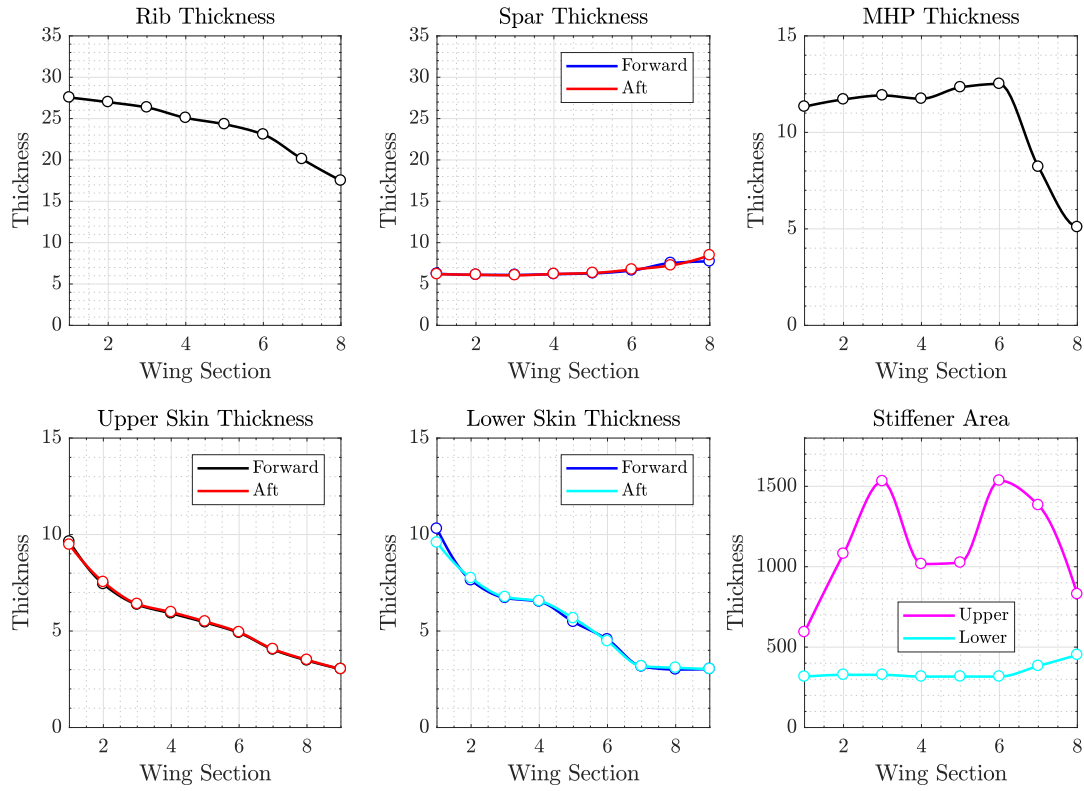 Rib Thickness
35
30
25
20
15
10
5
0
2
4
6
8
Thickness
Wing Section
Spar Thickness
35
30
25
20
15
10
5
0
2
4
6
8
Thickness
Wing Section
Forward
Aft
MHP Thickness
15
10
5
0
2
4
6
8
Thickness
Wing Section
Upper Skin Thickness
15
10
5
0
2
4
6
8
Thickness
Wing Section
Forward
Aft
Lower Skin Thickness
15
10
5
0
2
4
6
8
Thickness
Wing Section
Forward
Aft
Stiffener Area
1500
1000
500
0
2
4
6
8
Thickness
Wing Section
Upper
Lower